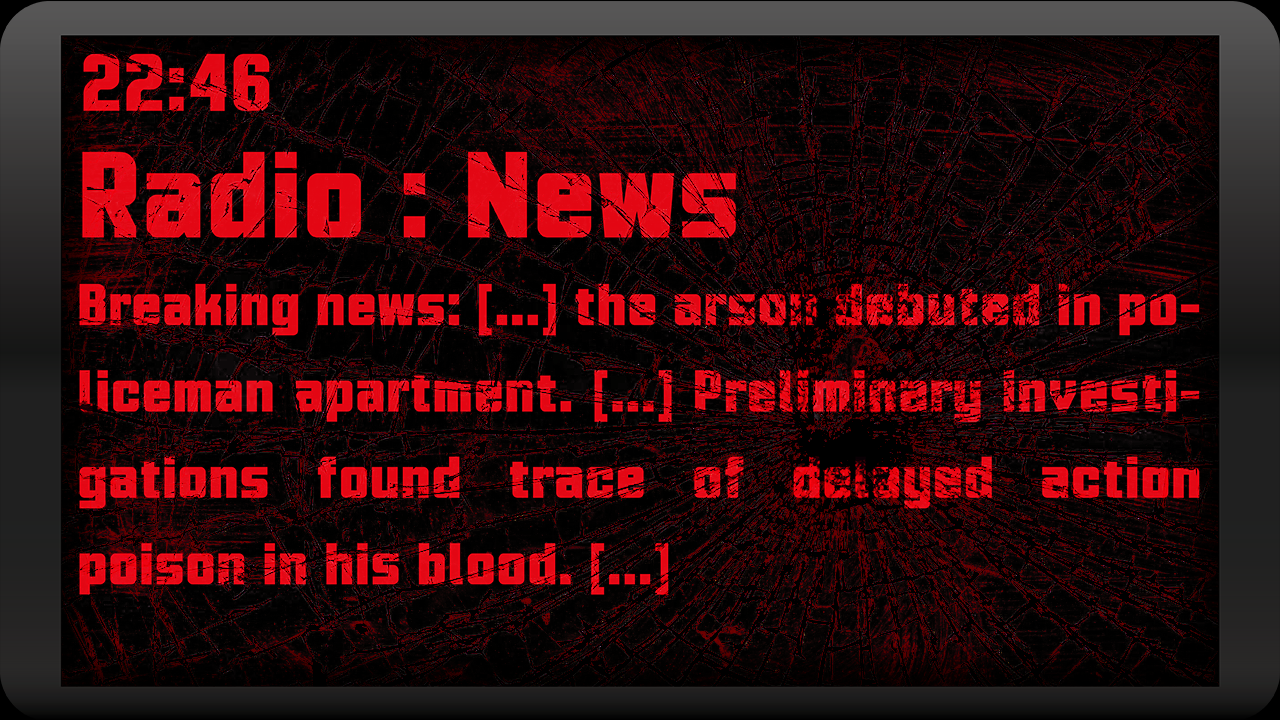 22:46
Radio : News
Breaking news: [...] the arson debuted in po-
liceman apartment. [...] Preliminary investi-
gations found trace of delayed action
poison in his blood. [...]